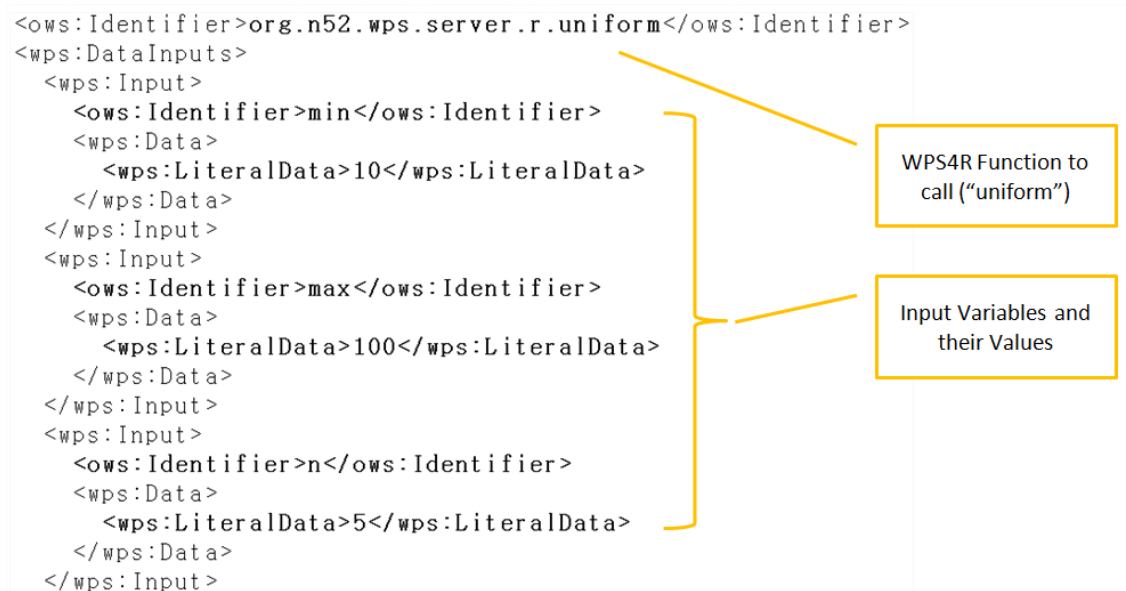 <ows:Identifier>org.n52.wps.server.r.uniform</ows:Identifier>
<wps:DataInputs>
<wps:Input>
<ows:Identifier>min</ows:Identifier>
<wps:Data>
<wps:LiteralData>10</wps:LiteralData>
</wps:Data>
</wps:Input>
<wps:Input>
<ows:Identifier>max</ows:Identifier>
<wps:Data>
<wps:LiteralData>100</wps:LiteralData>
</wps:Data>
</wps:Input>
<wps:Input>
<ows:Identifier>n</ows:Identifier>
<wps:Data>
<wps:LiteralData>5</wps:LiteralData>
</wps:Data>
</wps:Input>
WPS4R Function to
call (“uniform”)
Input Variables and
their Values